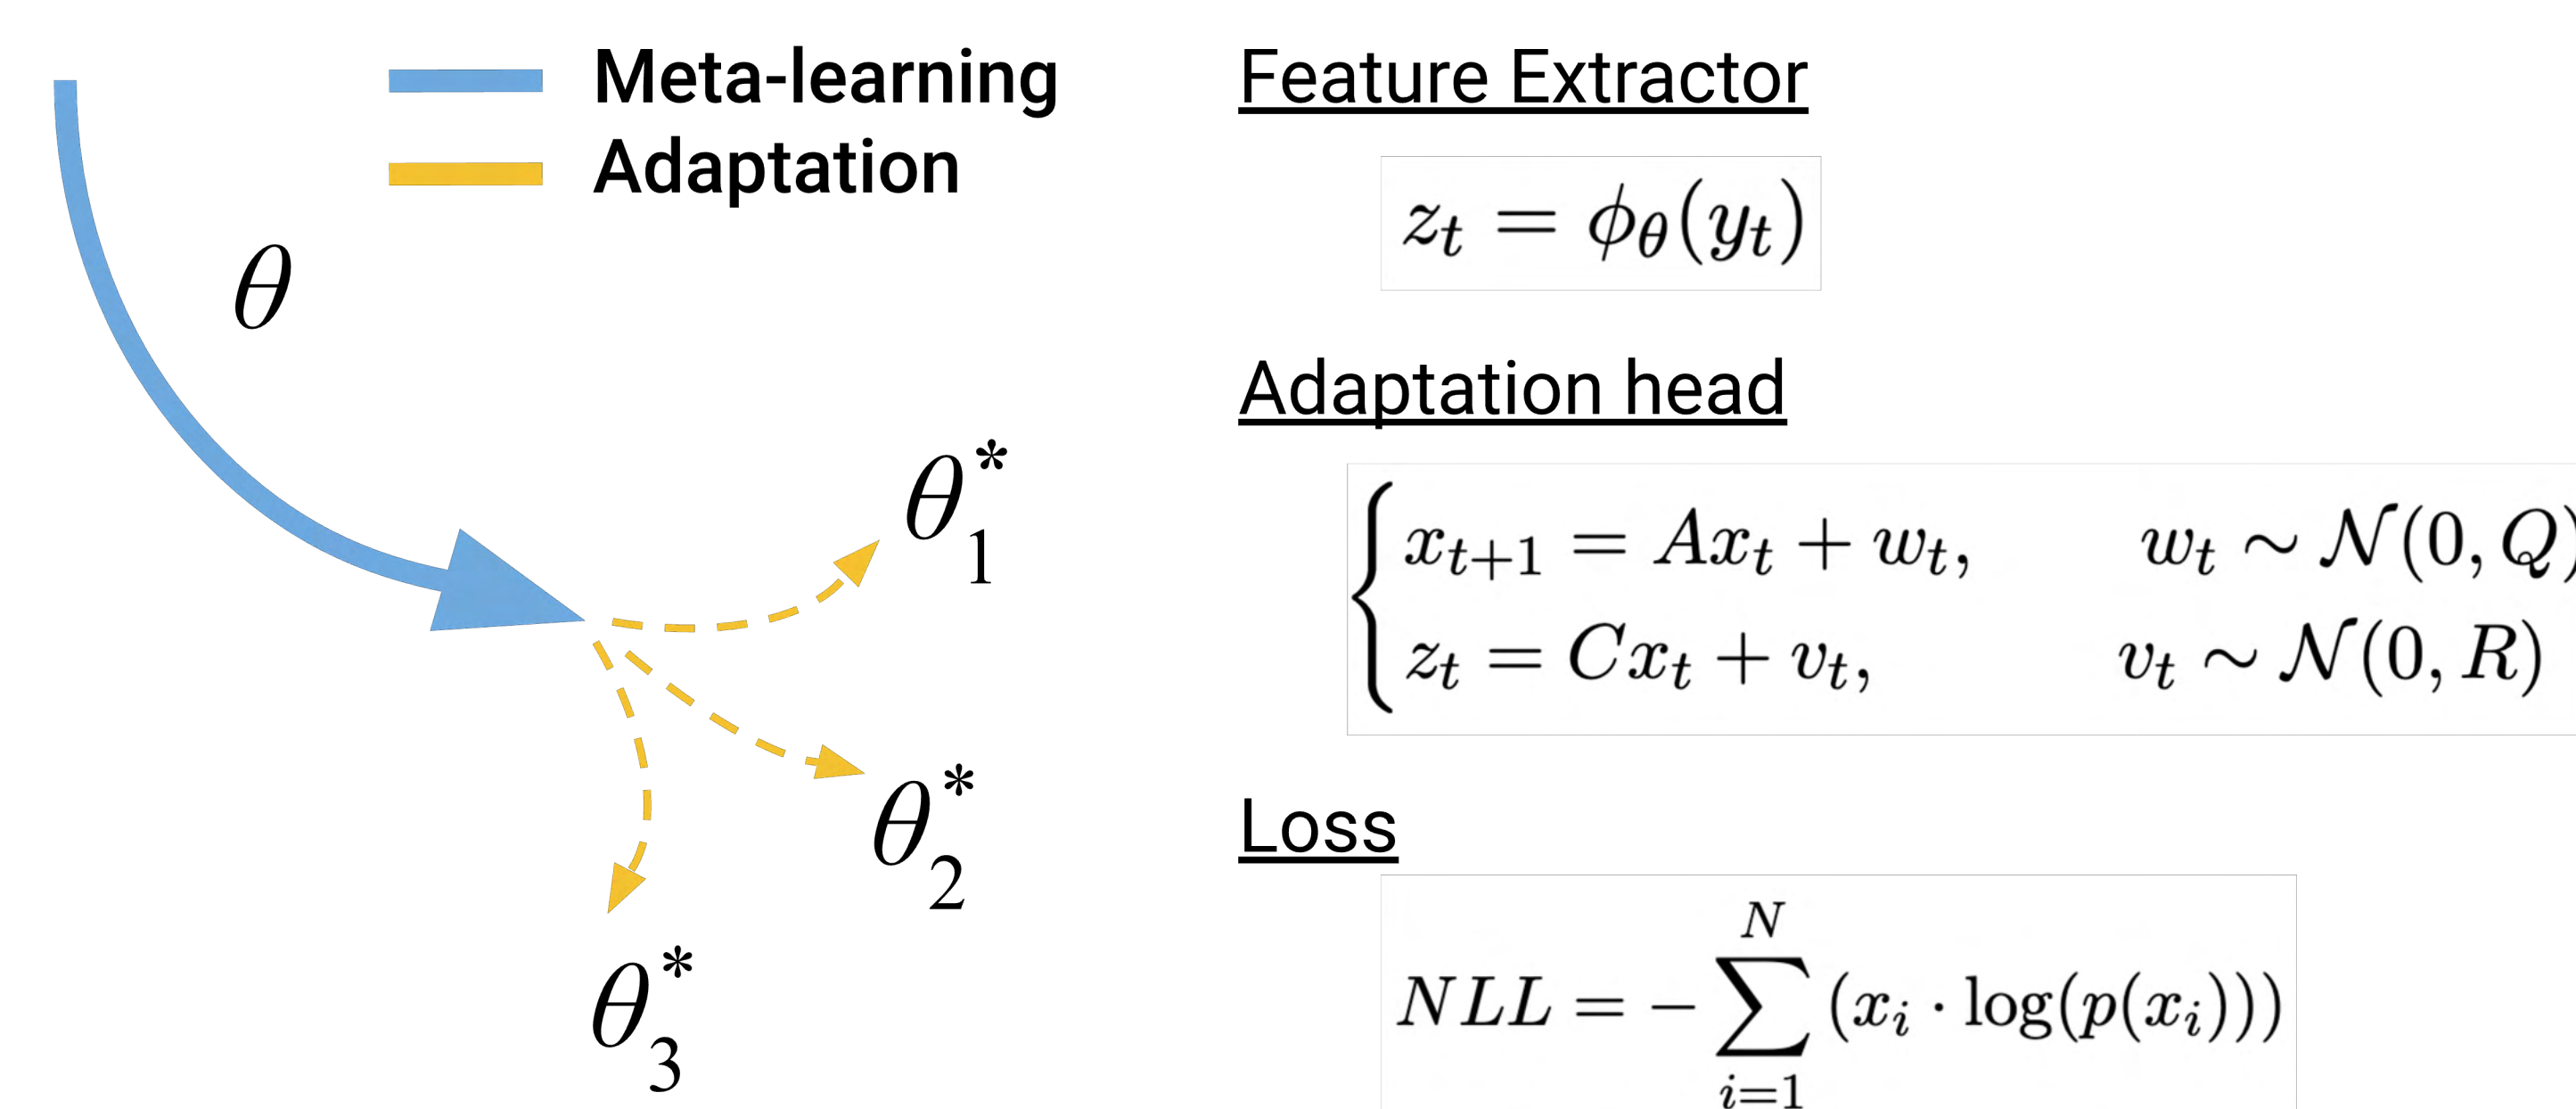 Meta-learning
Adaptation
θ
θ*₁
θ*₂
θ*₃
Feature Extractor
z_t = ϕ_θ(y_t)
Adaptation head
x_{t+1} = Ax_t + w_t, w_t ∼ 𝒩(0, Q)
z_t = Cx_t + v_t, v_t ∼ 𝒩(0, R)
Loss
NLL = − ∑_{i=1}^{N} (x_i · log(p(x_i)))